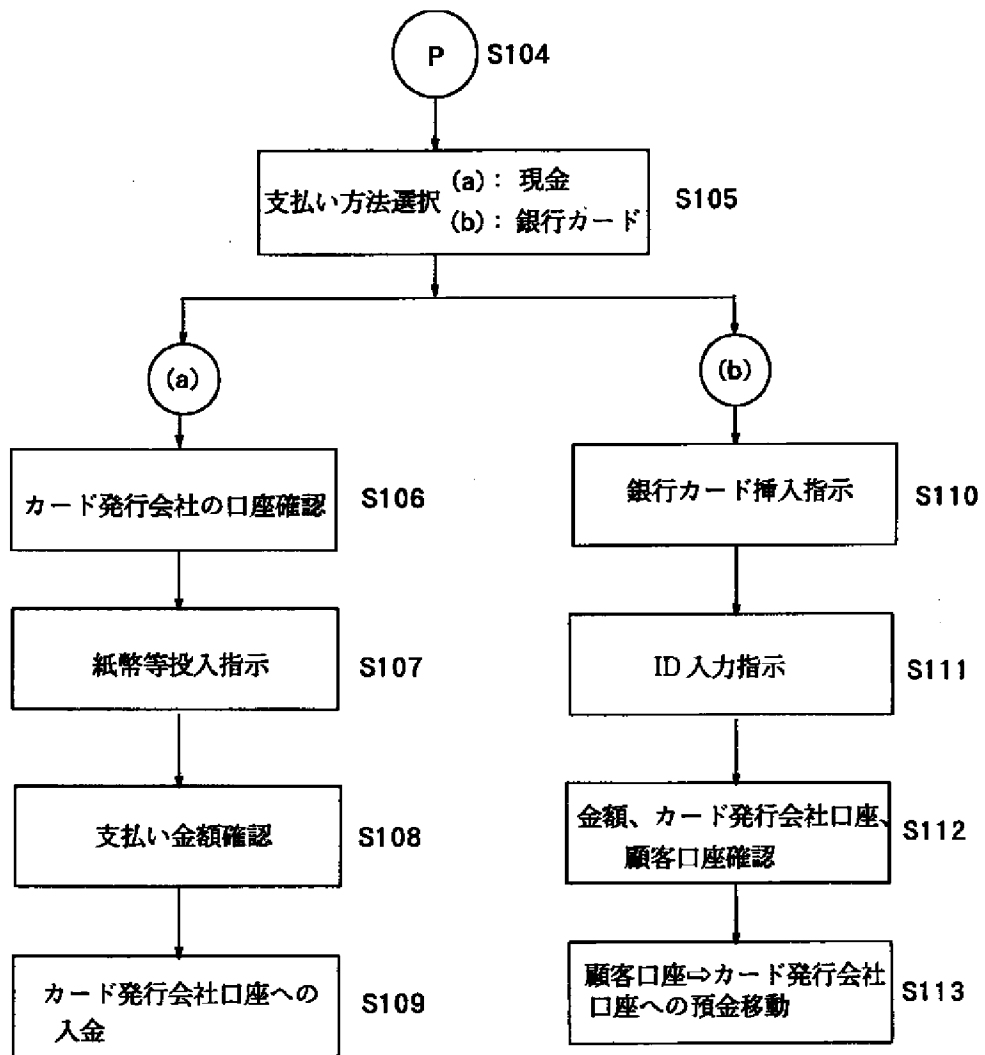 P S104
支払い方法選択 (a)： 現金
(b)： 銀行カード
S105
(a)
(b)
カード発行会社の口座確認 S106
銀行カード挿入指示 S110
紙幣等投入指示 S107
ID 入力指示 S111
支払い金額確認 S108
金額、カード発行会社口座、
顧客口座確認
S112
カード発行会社口座への
入金
S109
顧客口座⇨カード発行会社
口座への預金移動
S113